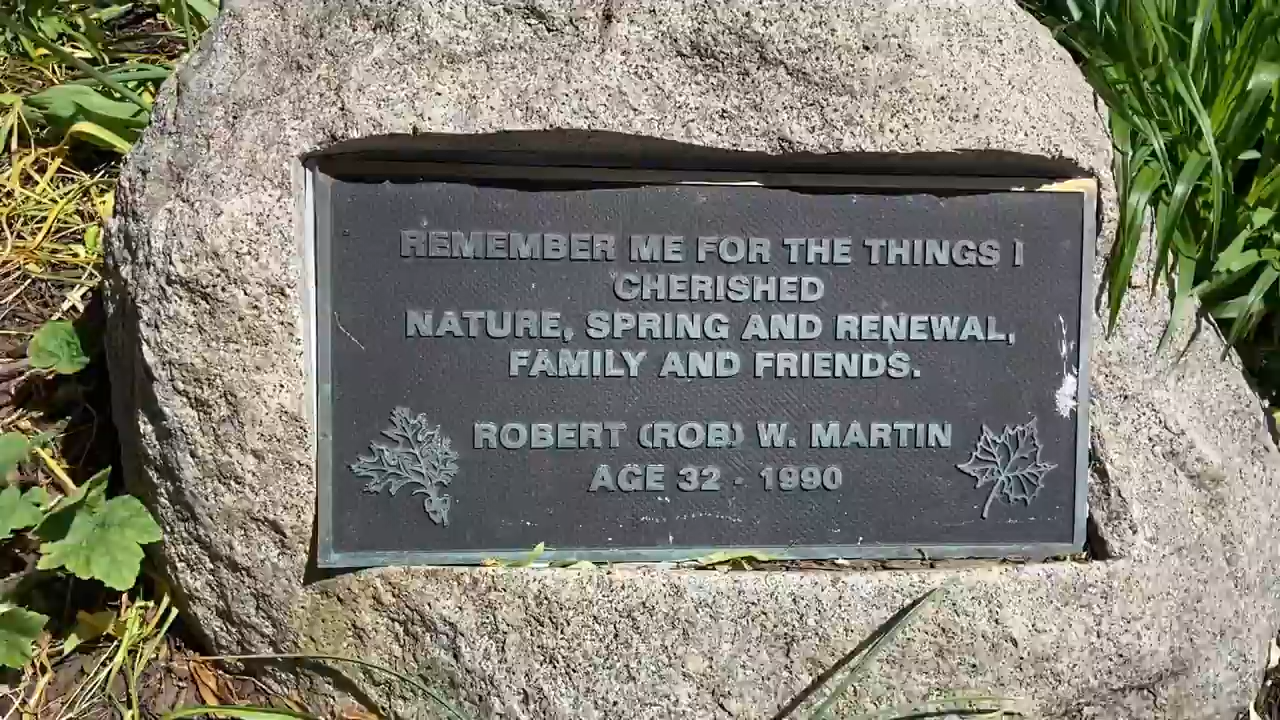 REMEMBER ME FOR THE THINGS I
CHERISHED
NATURE, SPRING AND RENEWAL,
FAMILY AND FRIENDS.
ROBERT (ROB) W. MARTIN
AGE 32 - 1990